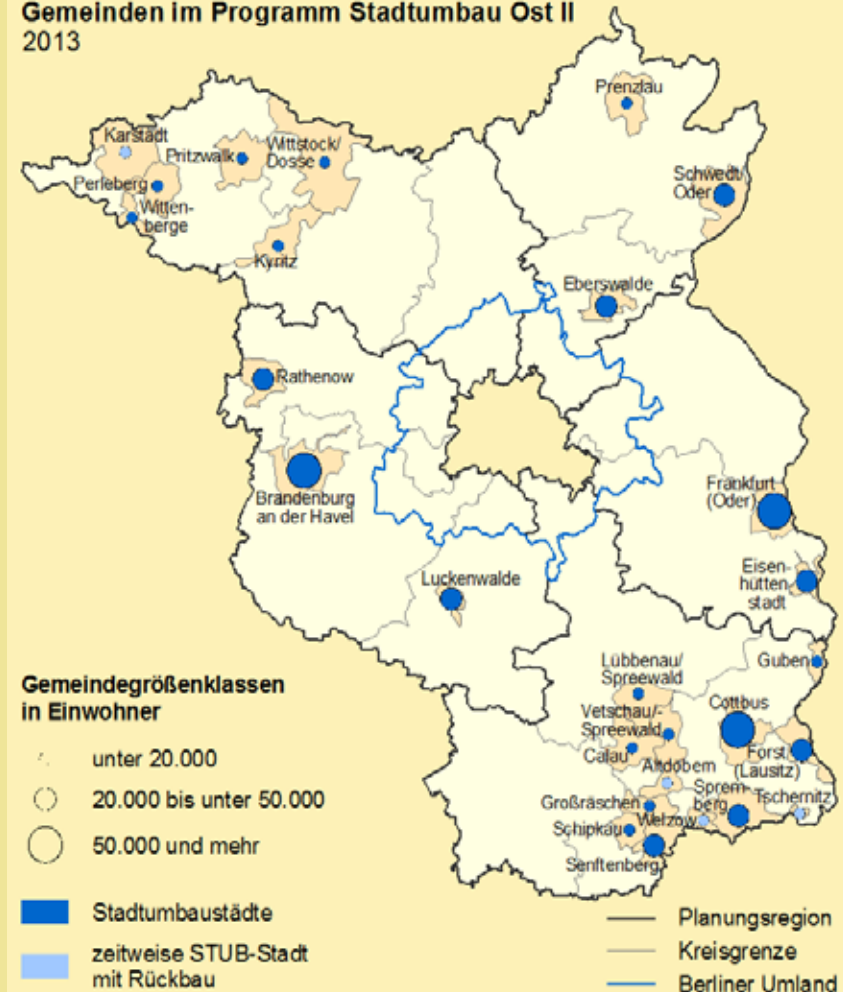 Gemeinden im Programm Stadtumbau Ost II
2013
Prenzlau
Karstädt
Pritzwalk
Wittstock/
Dosse
Perleberg
Witten-
berge
Kyritz
Schwedt/
Oder
Eberswalde
Rathenow
Brandenburg
an der Havel
Frankfurt
(Oder)
Eisen-
hütten
stadt
Luckenwalde
Guben
Lübbenau/
Spreewald
Cottbus
Vetschau/-
Spreewald
Calau
Forst
(Lausitz)
Altdöbern
Sprem-
berg
Tschernitz
Großräschen
Welzow
Schipkau
Senftenberg
Gemeindegrößenklassen
in Einwohner
unter 20.000
20.000 bis unter 50.000
50.000 und mehr
Stadtumbaustädte
zeitweise STUB-Stadt
mit Rückbau
Planungsregion
Kreisgrenze
Berliner Umland